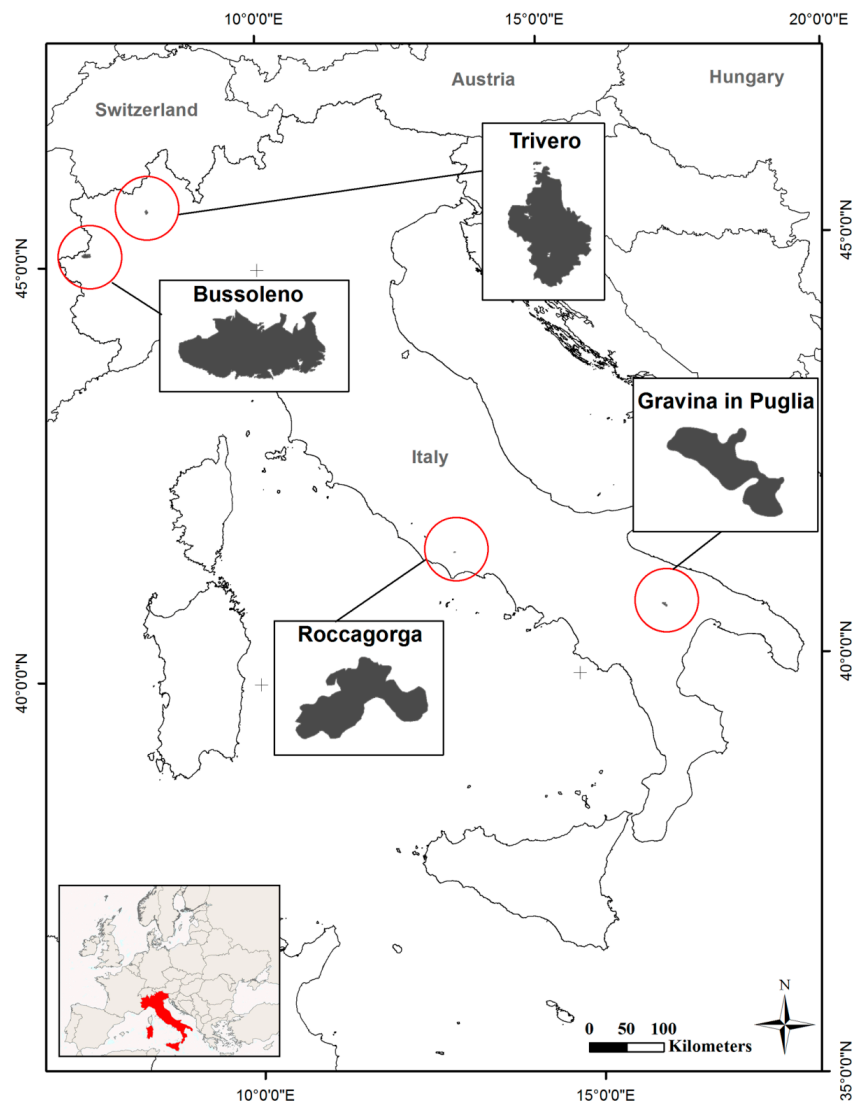 10°0'0"E 15°0'0"E 20°0'0"E
Austria
Hungary
Switzerland
Trivero
45°0'0"N
45°0'0"N
Bussoleno
Gravina in Puglia
Italy
Roccagorga
40°0'0"N
40°0'0"N
N
0 50 100
Kilometers
35°0'0"N
10°0'0"E 15°0'0"E